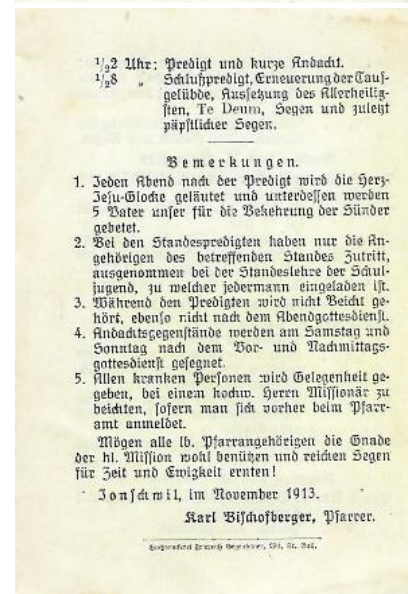 1/2 2 Uhr: Predigt und kurze Andacht.
1/2 8 „ Schlußpredigt, Erneuerung der Tauf-
gelübde, Aussetzung des Allerheilig-
sten, Te Deum, Segen und zuletzt
päpstlicher Segen.
Bemerkungen.
1. Jeden Abend nach der Predigt wird die Herz-
Jesu-Glocke geläutet und unterdessen werden
5 Vater unser für die Bekehrung der Sünder
gebetet.
2. Bei den Standespredigten haben nur die An-
gehörigen des betreffenden Standes Zutritt,
ausgenommen bei der Standeslehre der Schul-
jugend, zu welcher jedermann eingeladen ist.
3. Während den Predigten wird nicht Beicht ge-
hört, ebenso nicht nach dem Abendgottesdienst.
4. Andachtsgegenstände werden am Samstag und
Sonntag nach dem Vor- und Nachmittags-
gottesdienst gesegnet.
5. Allen kranken Personen wird Gelegenheit ge-
geben, bei einem hochw. Herrn Missionär zu
beichten, sofern man sich vorher beim Pfarr-
amt anmeldet.
Mögen alle lb. Pfarrangehörigen die Gnade
der hl. Mission wohl benützen und reichen Segen
für Zeit und Ewigkeit ernten!
Jonschwil, im November 1913.
Karl Bischofberger, Pfarrer.
Buchdruckerei Friedrich